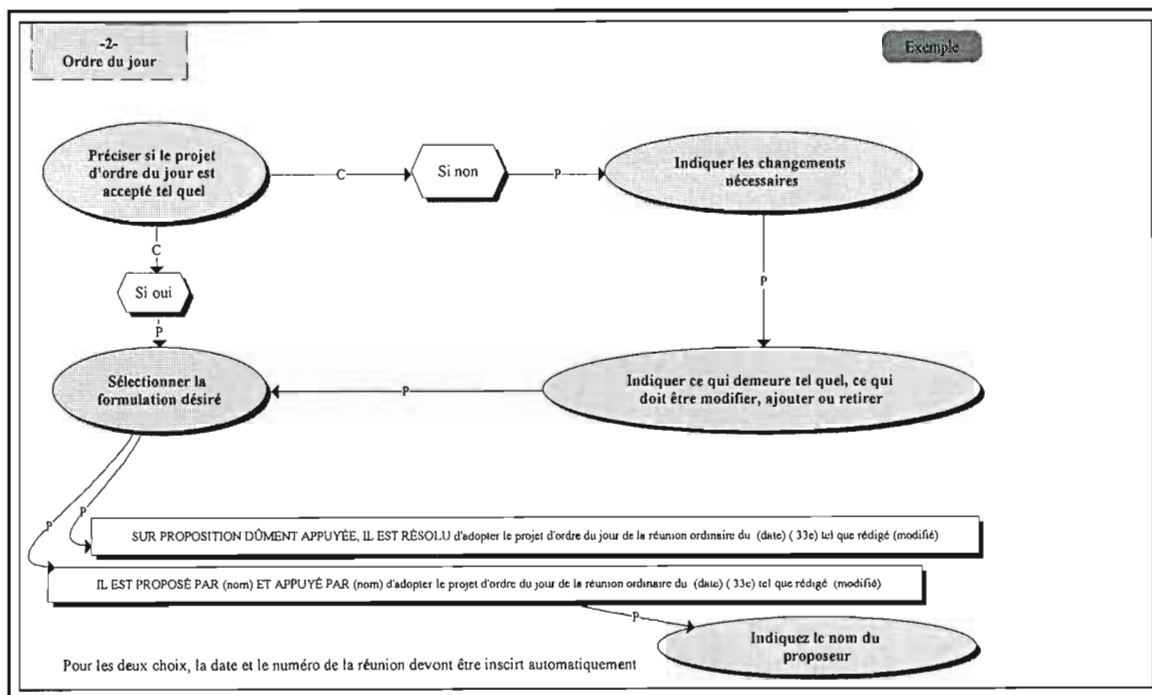 -2-
Ordre du jour
Exemple
Préciser si le projet
d'ordre du jour est
accepté tel quel
C
Si non
P
Indiquer les changements
nécessaires
C
Si oui
P
P
Sélectionner la
formulation désiré
P
Indiquer ce qui demeure tel quel, ce qui
doit être modifier, ajouter ou retirer
P
P
SUR PROPOSITION DÛMENT APPUYÉE, IL EST RÉSOLU d'adopter le projet d'ordre du jour de la réunion ordinaire du (date) ( 33e) tel que rédigé (modifié)
IL EST PROPOSÉ PAR (nom) ET APPUYÉ PAR (nom) d'adopter le projet d'ordre du jour de la réunion ordinaire du (date) ( 33e) tel que rédigé (modifié)
P
Indiquez le nom du
proposeur
Pour les deux choix, la date et le numéro de la réunion devont être inscirt automatiquement